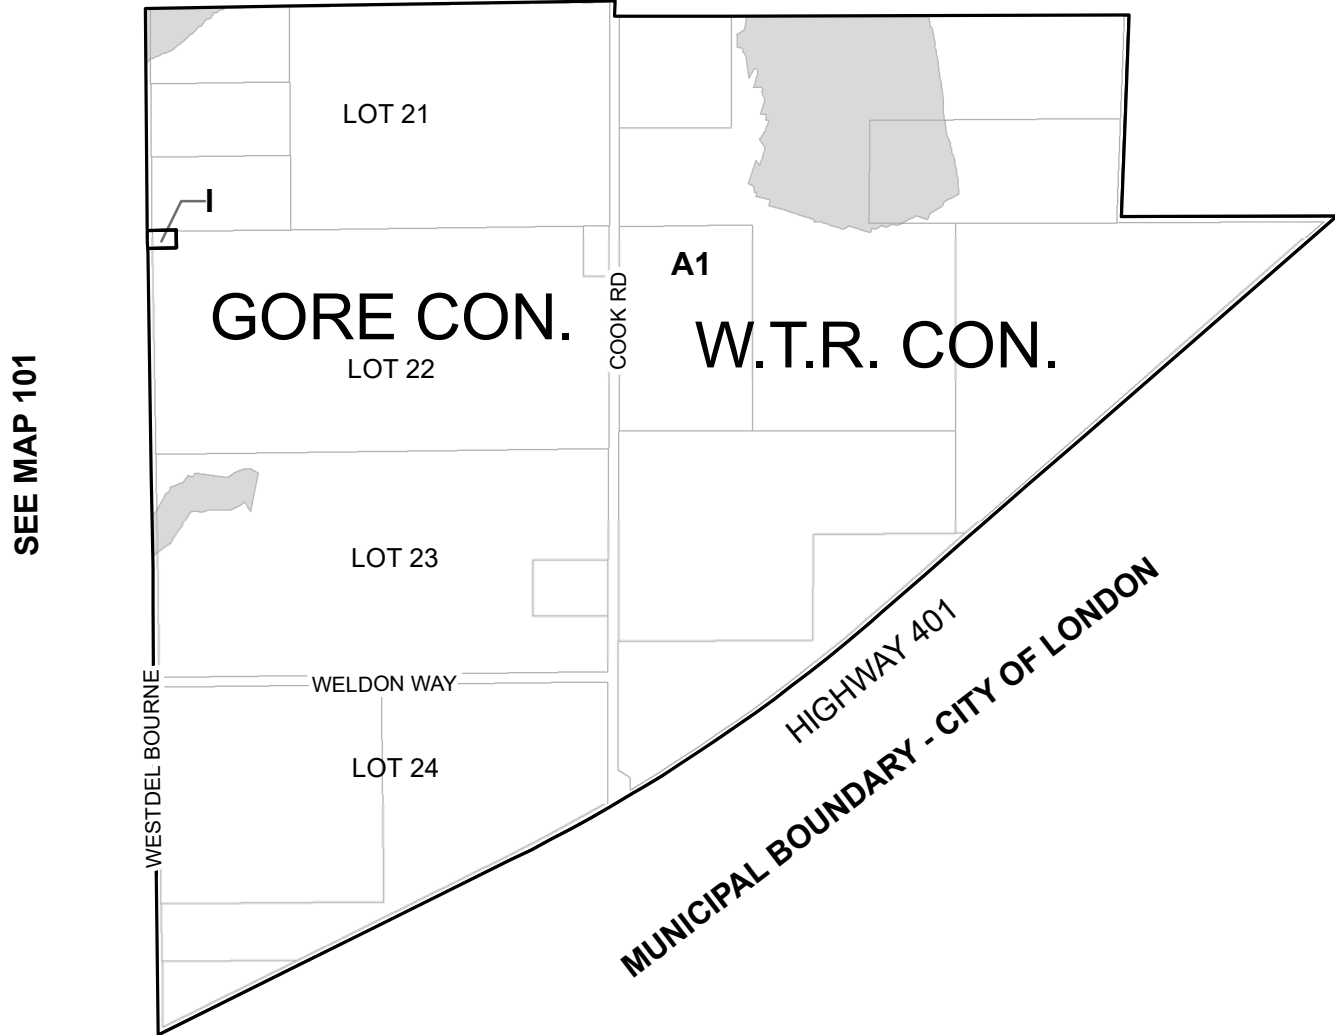 LOT 21
I
A1
GORE CON.
COOK RD
W.T.R. CON.
LOT 22
SEE MAP 101
LOT 23
HIGHWAY 401
MUNICIPAL BOUNDARY - CITY OF LONDON
WELDON WAY
WESTDEL BOURNE
LOT 24